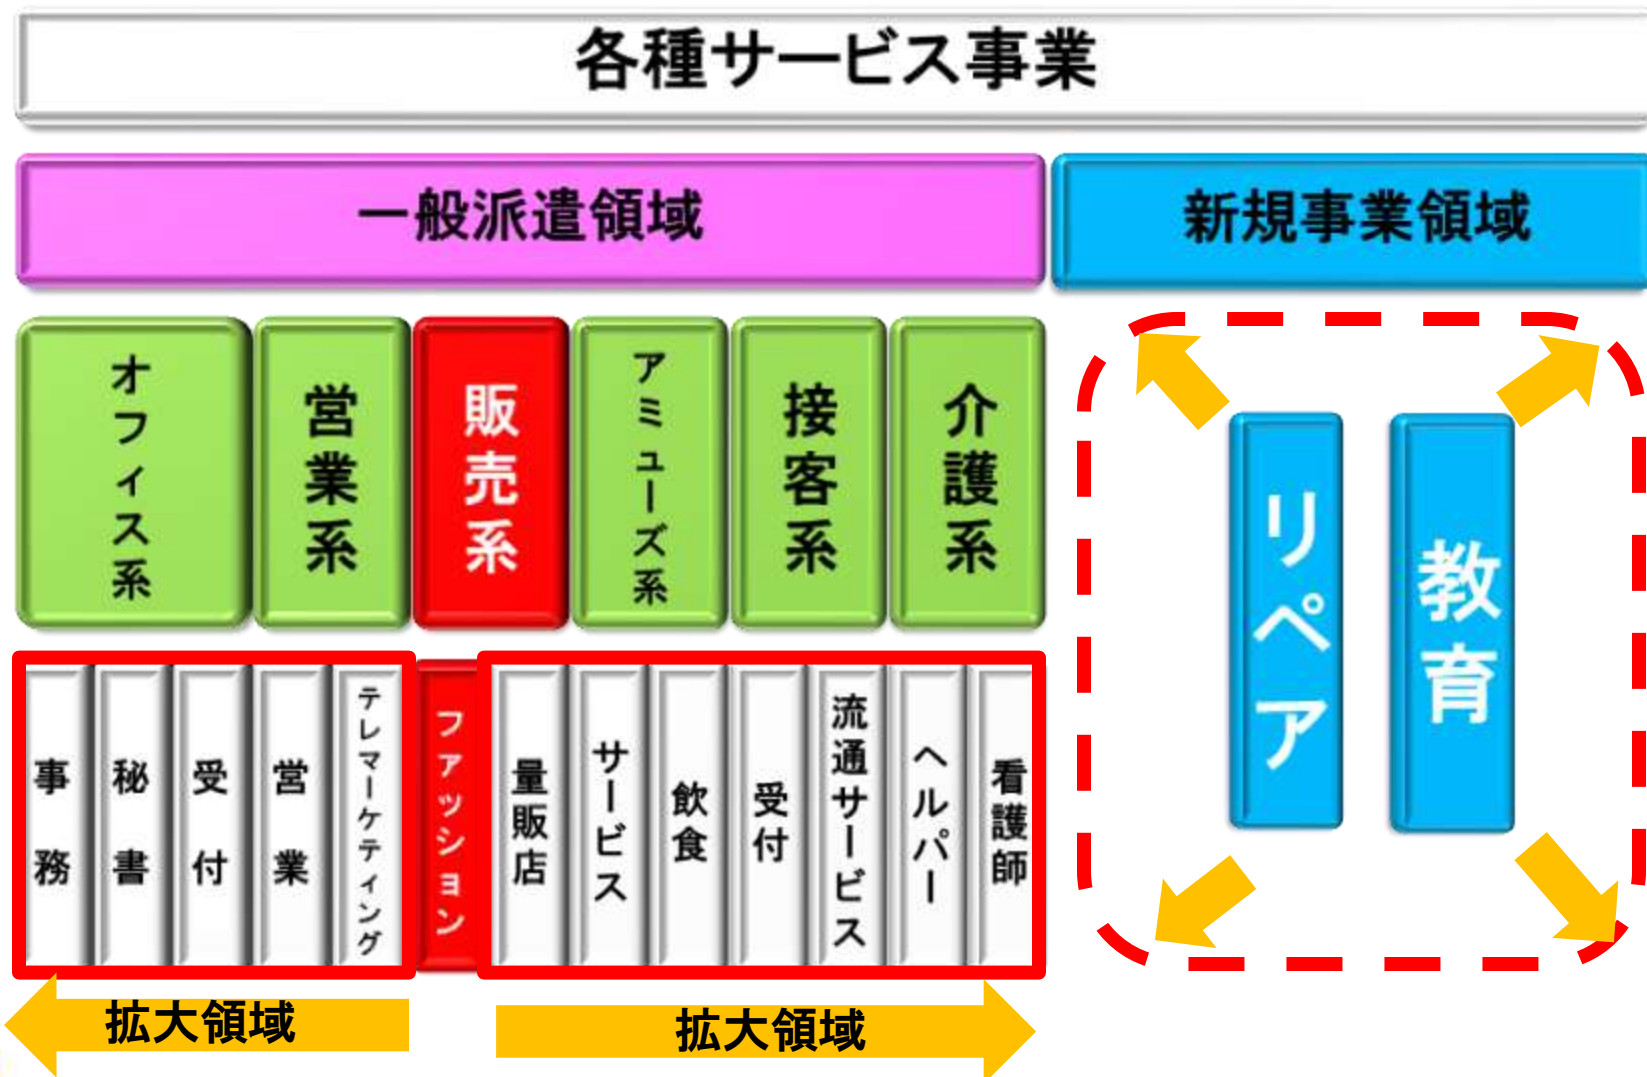 各種サービス事業
一般派遣領域
新規事業領域
オフィス系
営業系
販売系
アミューズ系
接客系
介護系
リペア
教育
事務
秘書
受付
営業
テレマーケティング
ファッション
量販店
サービス
飲食
受付
流通サービス
ヘルパー
看護師
拡大領域
拡大領域